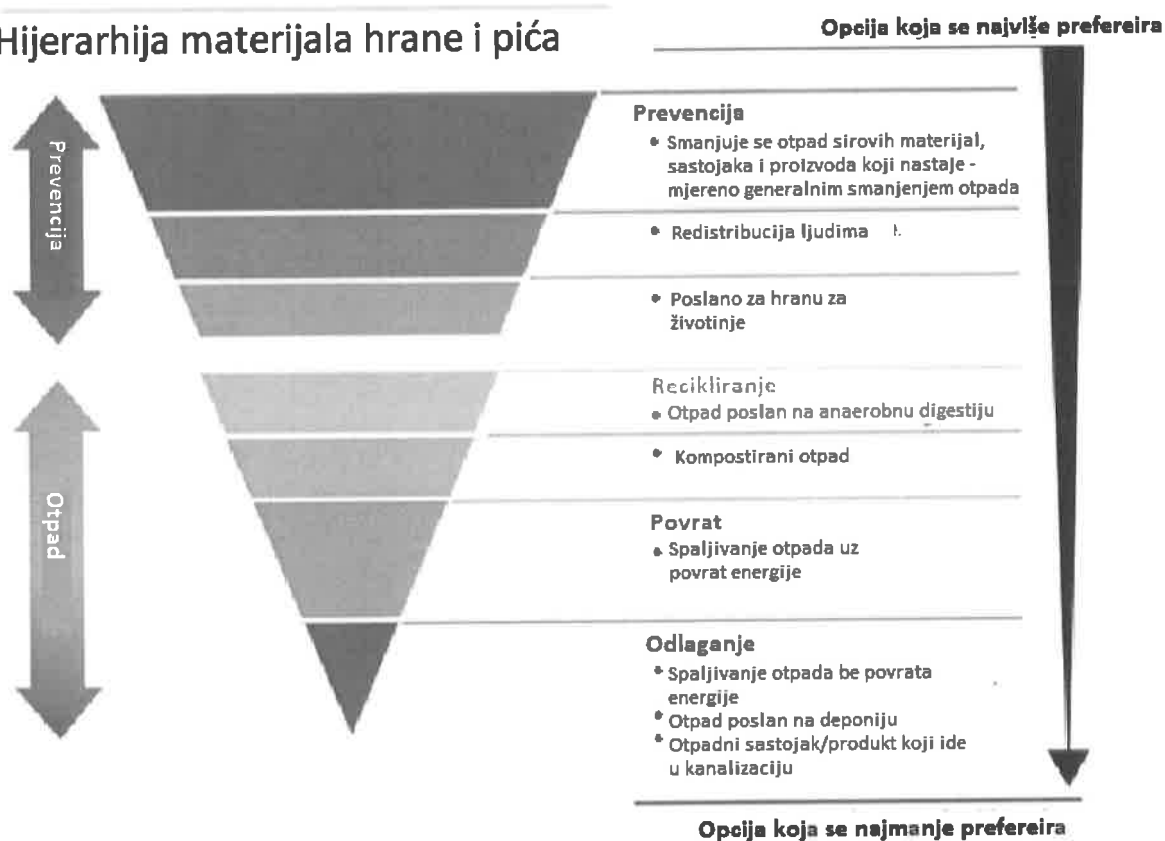 Hijerarhija materijala hrane i pića
Opcija koja se najviše prefereira
Prevencija
Prevencija
• Smanjuje se otpad sirovih materijal,
sastojaka i proizvoda koji nastaje -
mjereno generalnim smanjenjem otpada
• Redistribucija ljudima
• Poslano za hranu za
životinje
Otpad
Recikliranje
• Otpad poslan na anaerobnu digestiju
• Kompostirani otpad
Povrat
• Spaljivanje otpada uz
povrat energije
Odlaganje
• Spaljivanje otpada be povrata
energije
• Otpad poslan na deponiju
• Otpadni sastojak/produkt koji ide
u kanalizaciju
Opcija koja se najmanje prefereira